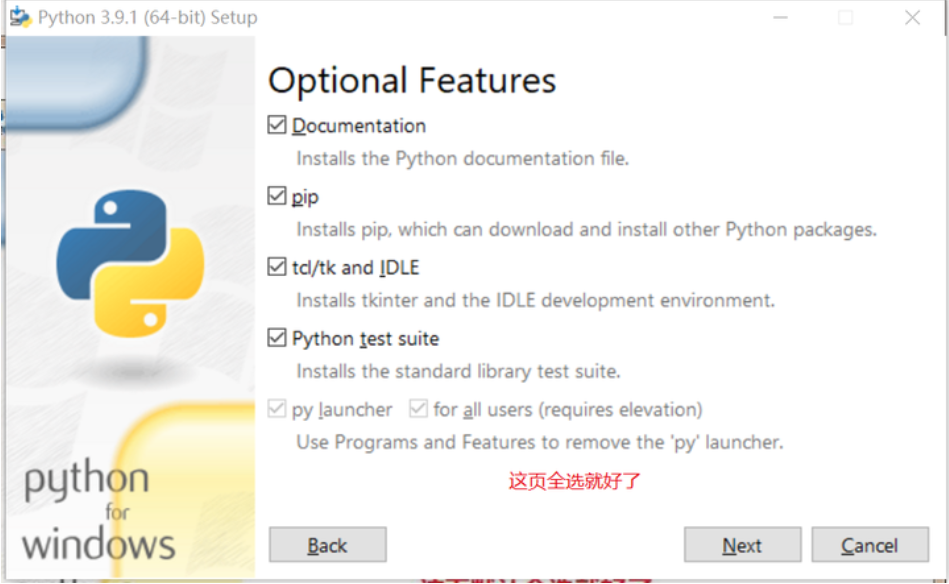 Python 3.9.1 (64-bit) Setup
Optional Features
Documentation
Installs the Python documentation file.
pip
Installs pip, which can download and install other Python packages.
tcl/tk and IDLE
Installs tkinter and the IDLE development environment.
Python test suite
Installs the standard library test suite.
py launcher for all users (requires elevation)
Use Programs and Features to remove the 'py' launcher.
这页全选就好了
python
for
windows
Back Next Cancel